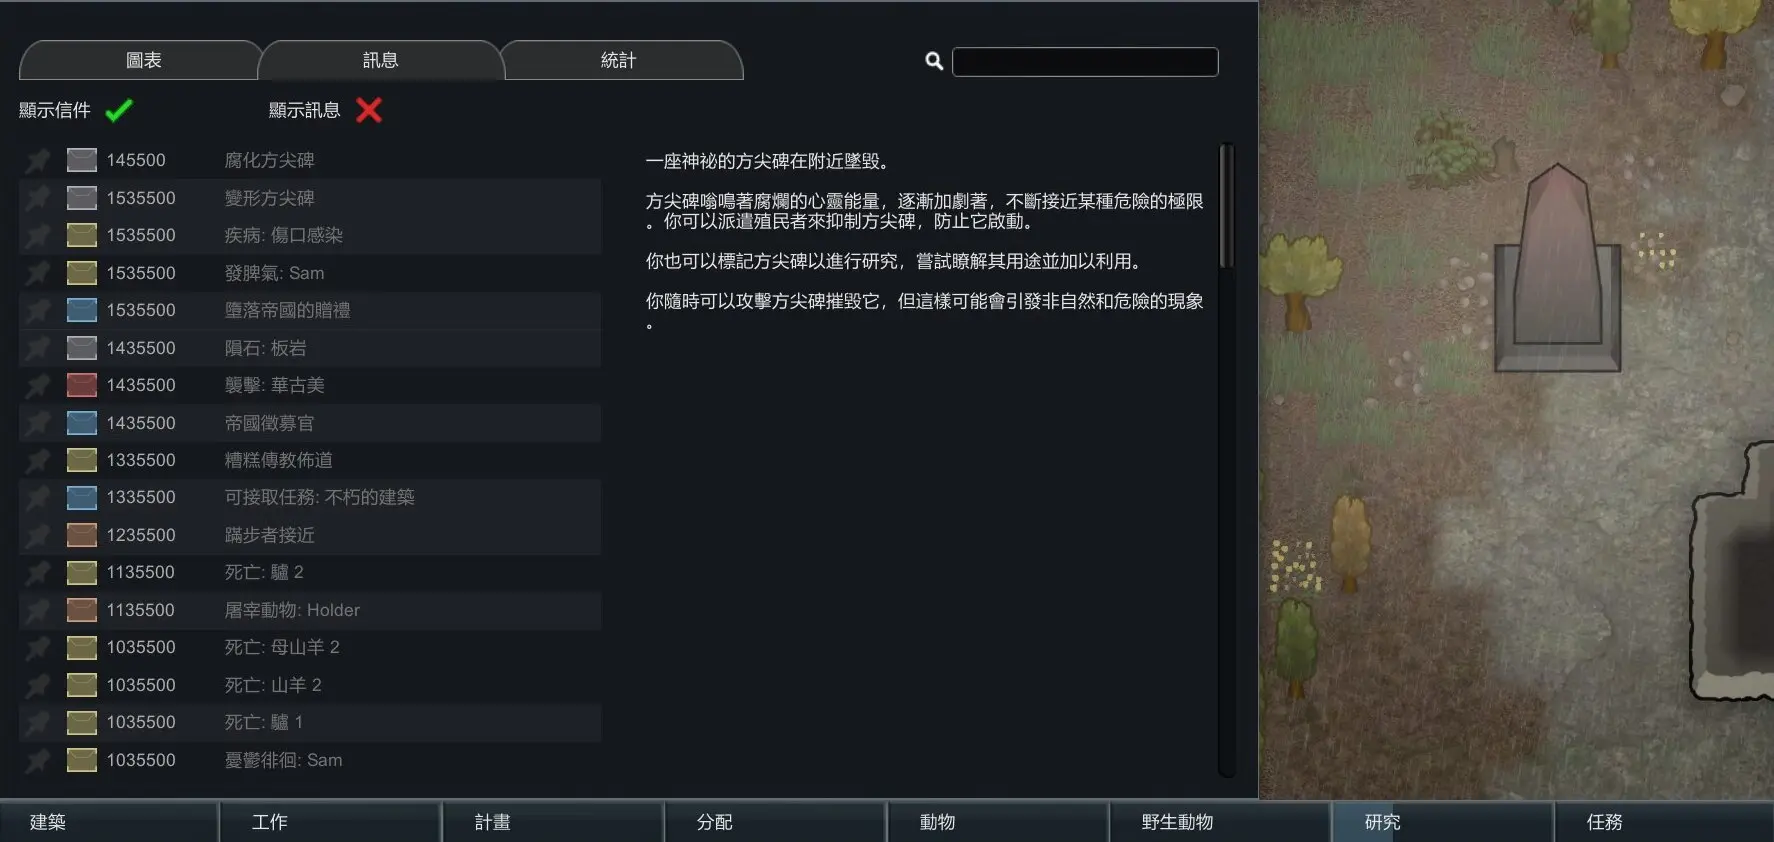 圖表 訊息 統計
顯示信件 顯示訊息
145500 腐化方尖碑
1535500 變形方尖碑
1535500 疾病: 傷口感染
1535500 發脾氣: Sam
1535500 墮落帝國的贈禮
1435500 隕石: 板岩
1435500 襲擊: 華古美
1435500 帝國徵募官
1335500 糟糕傳教佈道
1335500 可接取任務: 不朽的建築
1235500 蹣步者接近
1135500 死亡: 驢 2
1135500 屠宰動物: Holder
1035500 死亡: 母山羊 2
1035500 死亡: 山羊 2
1035500 死亡: 驢 1
1035500 憂鬱徘徊: Sam
一座神祕的方尖碑在附近墜毀。
方尖碑嗡鳴著腐爛的心靈能量，逐漸加劇著，不斷接近某種危險的極限
。你可以派遣殖民者來抑制方尖碑，防止它啟動。
你也可以標記方尖碑以進行研究，嘗試瞭解其用途並加以利用。
你隨時可以攻擊方尖碑摧毀它，但這樣可能會引發非自然和危險的現象
。
建築 工作 計畫 分配 動物 野生動物 研究 任務